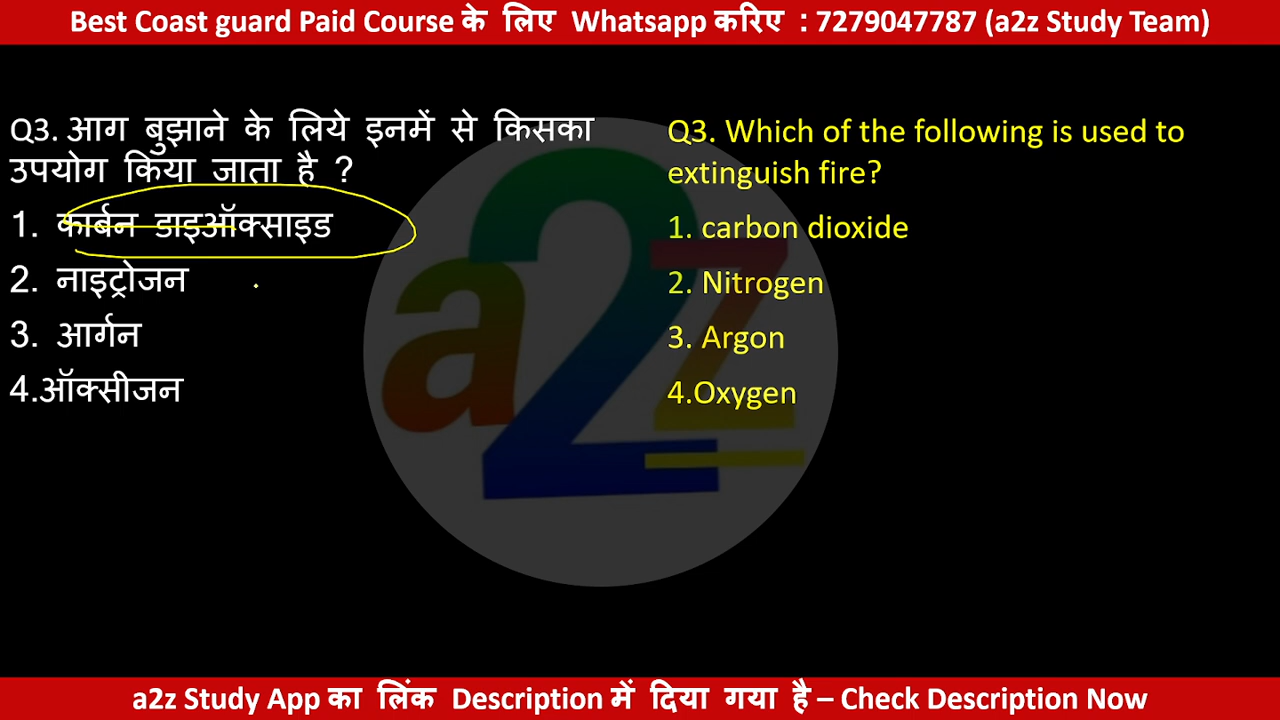 Best Coast guard Paid Course के लिए Whatsapp करिए : 7279047787 (a2z Study Team)
Q3. आग बुझाने के लिये इनमें से किसका
उपयोग किया जाता है ?
1. कार्बन डाइऑक्साइड
2. नाइट्रोजन
3. आर्गन
4.ऑक्सीजन
Q3. Which of the following is used to
extinguish fire?
1. carbon dioxide
2. Nitrogen
3. Argon
4.Oxygen
a2z
a2z Study App का लिंक Description में दिया गया है – Check Description Now